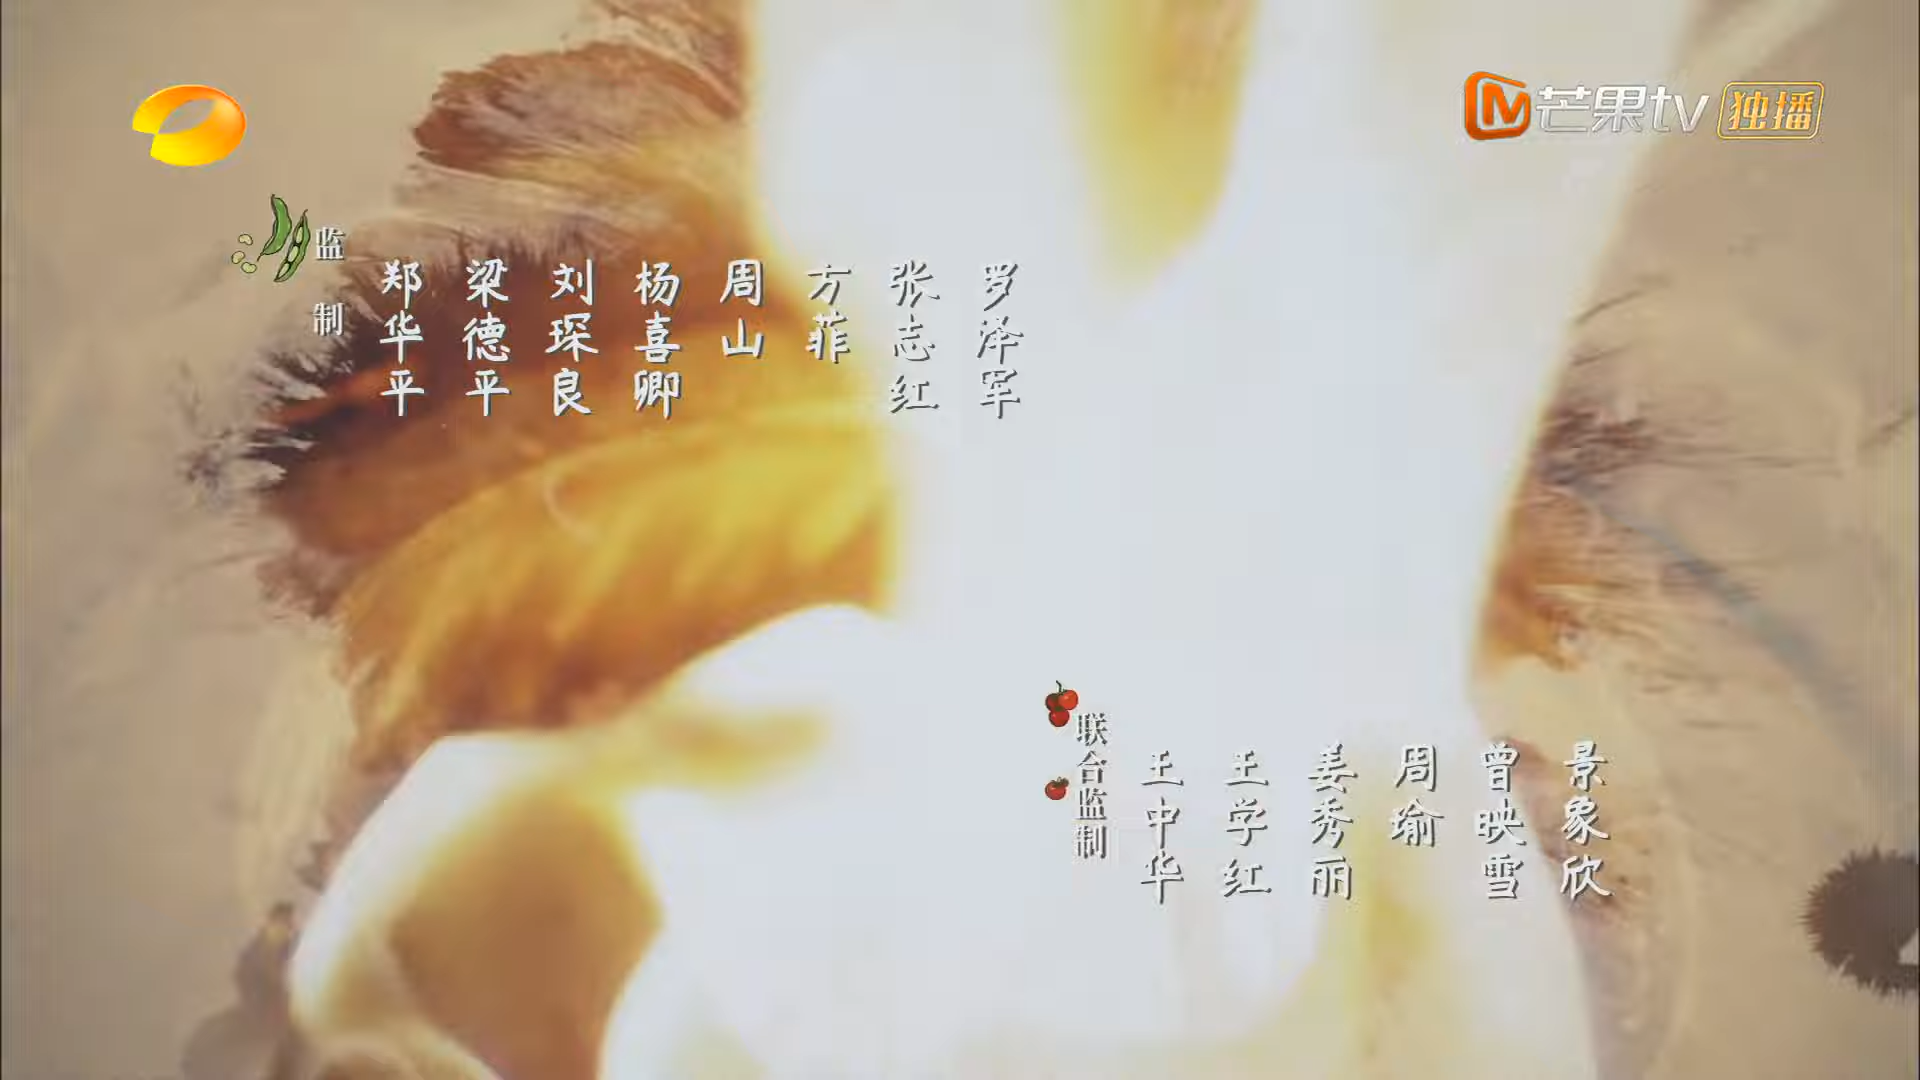 芒果tv 独播
监制
郑华平
梁德平
刘琛良
杨喜卿
周山
方菲
张志红
罗泽军
联合监制
王中华
王学红
姜秀丽
周瑜
曾映雪
景象欣